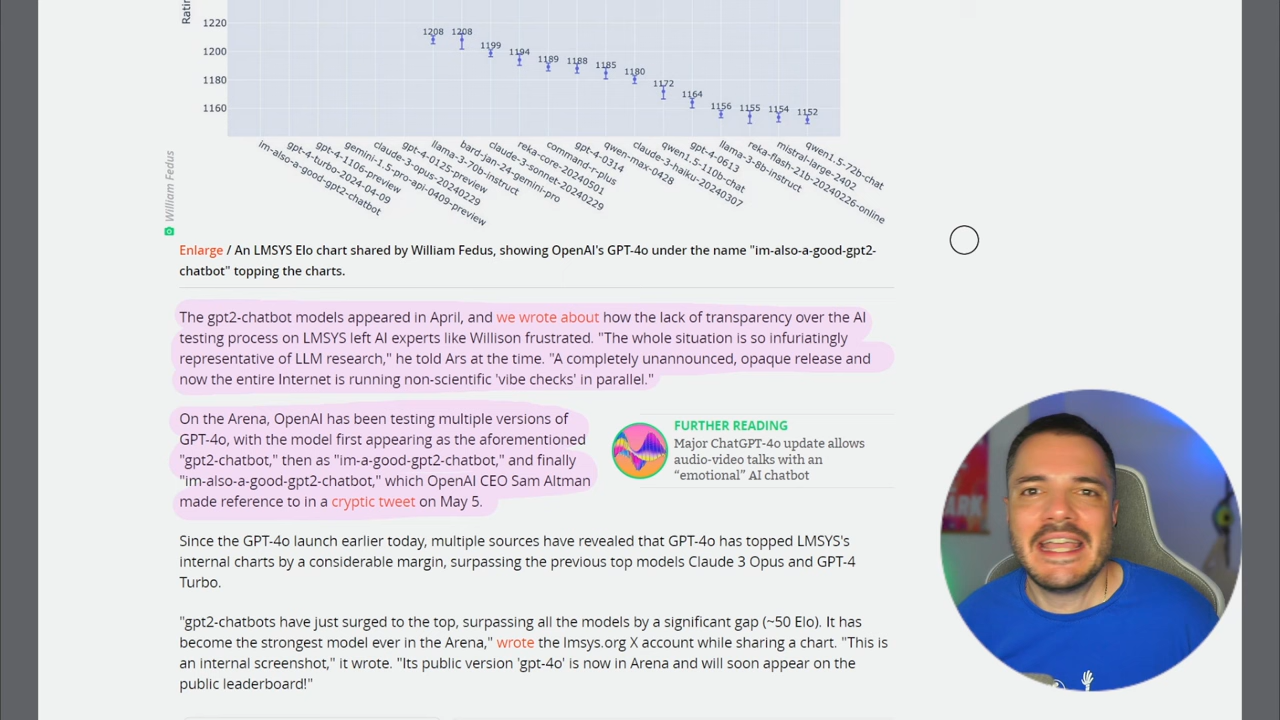 Ratin
1220
1200
1180
1160
1208
1208
1199
1194
1189
1188
1185
1180
1172
1164
1156
1155
1154
1152
im-also-a-good-gpt2-chatbot
gpt-4-turbo-2024-04-09
gpt-4-1106-preview
gemini-1.5-pro-api-0409-preview
claude-3-opus-20240229
gpt-4-0125-preview
llama-3-70b-instruct
bard-jan-24-gemini-pro
claude-3-sonnet-20240229
reka-core-20240501
command-r-plus
gpt-4-0314
qwen-max-0428
claude-3-haiku-20240307
qwen1.5-110b-chat
gpt-4-0613
llama-3-8b-instruct
reka-flash-21b-20240226-online
mistral-large-2402
qwen1.5-72b-chat
William Fedus
Enlarge / An LMSYS Elo chart shared by William Fedus, showing OpenAI's GPT-4o under the name "im-also-a-good-gpt2-
chatbot" topping the charts.
The gpt2-chatbot models appeared in April, and we wrote about how the lack of transparency over the AI
testing process on LMSYS left AI experts like Willison frustrated. "The whole situation is so infuriatingly
representative of LLM research," he told Ars at the time. "A completely unannounced, opaque release and
now the entire Internet is running non-scientific 'vibe checks' in parallel."
On the Arena, OpenAI has been testing multiple versions of
GPT-4o, with the model first appearing as the aforementioned
"gpt2-chatbot," then as "im-a-good-gpt2-chatbot," and finally
"im-also-a-good-gpt2-chatbot," which OpenAI CEO Sam Altman
made reference to in a cryptic tweet on May 5.
FURTHER READING
Major ChatGPT-4o update allows
audio-video talks with an
“emotional” AI chatbot
Since the GPT-4o launch earlier today, multiple sources have revealed that GPT-4o has topped LMSYS's
internal charts by a considerable margin, surpassing the previous top models Claude 3 Opus and GPT-4
Turbo.
"gpt2-chatbots have just surged to the top, surpassing all the models by a significant gap (~50 Elo). It has
become the strongest model ever in the Arena," wrote the lmsys.org X account while sharing a chart. "This is
an internal screenshot," it wrote. "Its public version 'gpt-4o' is now in Arena and will soon appear on the
public leaderboard!"